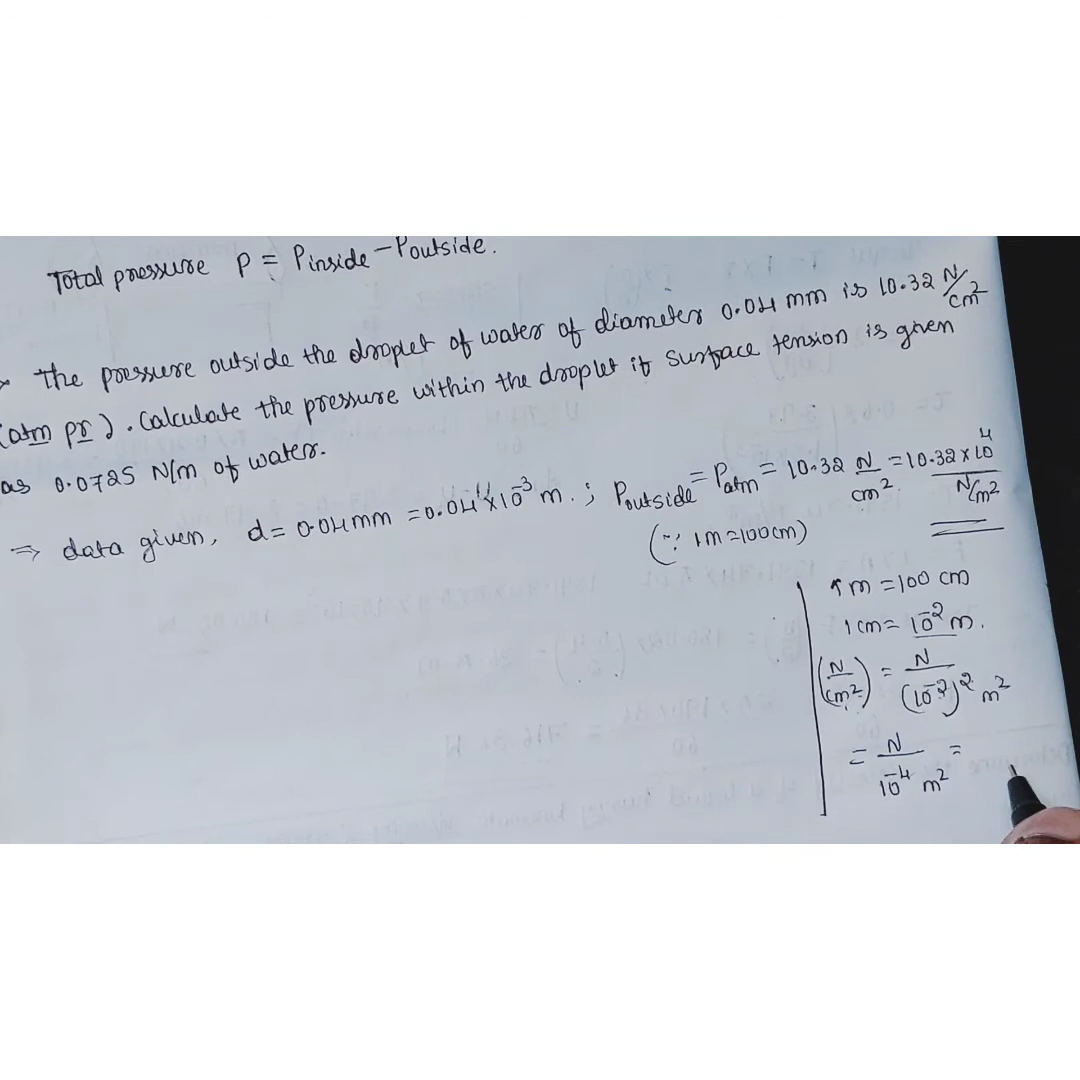 Total pressure P = Pinside - Poutside.
The pressure outside the droplet of water of diameter 0.04 mm is 10.32 N/cm²
(atm pr). Calculate the pressure within the droplet if surface tension is given
as 0.0725 N/m of water.
⇒ data given, d = 0.04 mm = 0.04 × 10⁻³ m. ; Poutside = Patm = 10.32 N/cm² = 10.32 × 10⁴ N/m²
(∵ 1m = 100cm)
1 m = 100 cm
1 cm = 10⁻² m.
(N/cm²) = N/(10⁻²)² m²
= N/10⁻⁴ m² =